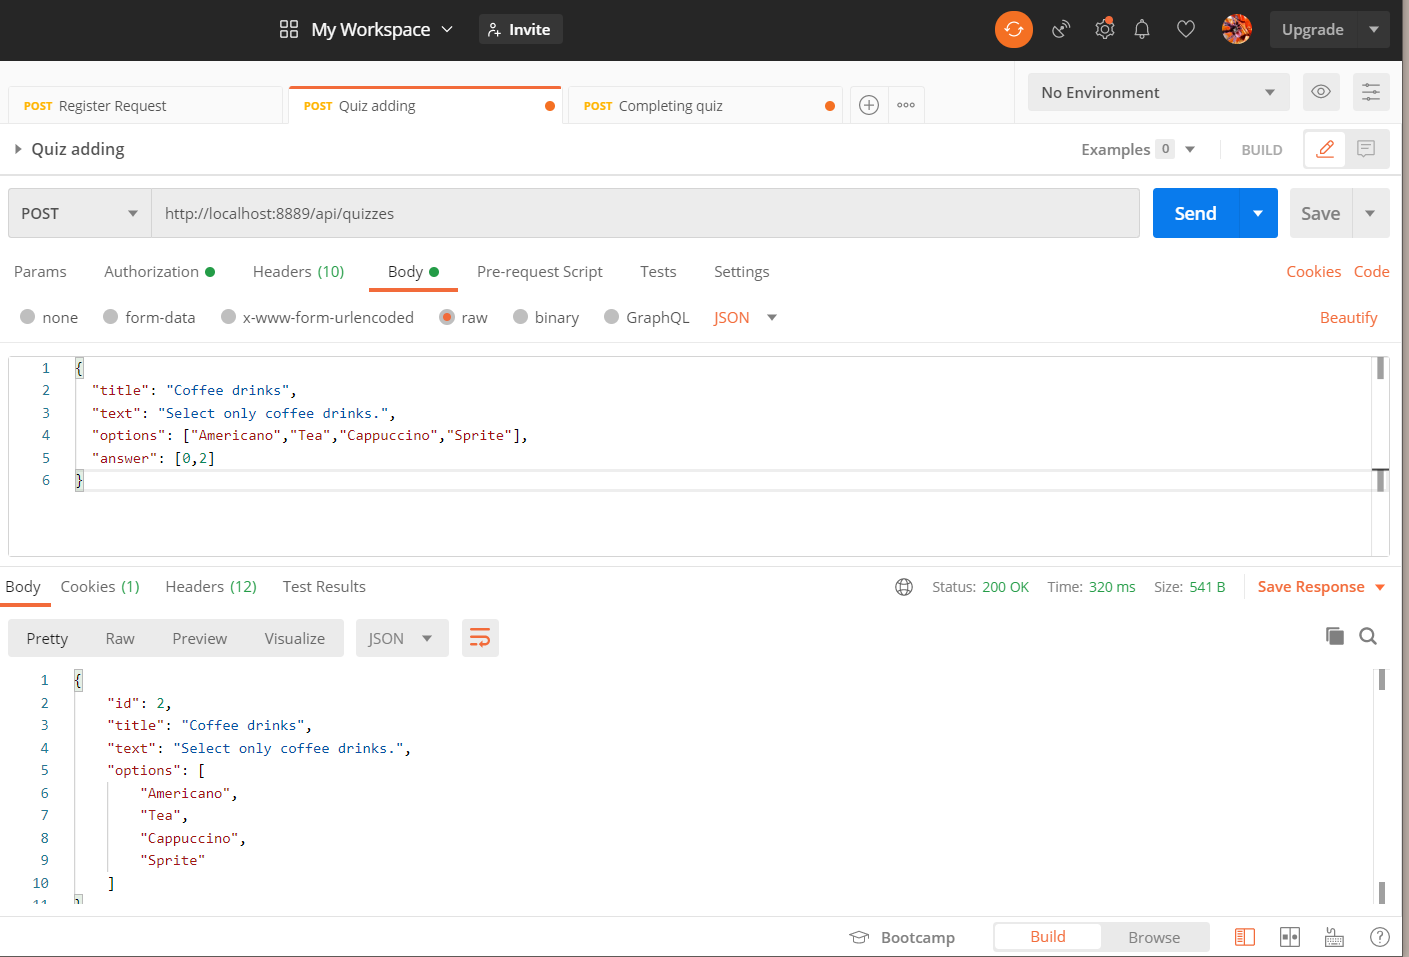 My Workspace Invite Upgrade
POST Register Request POST Quiz adding POST Completing quiz No Environment
Quiz adding Examples 0 BUILD
POST http://localhost:8889/api/quizzes Send Save
Params Authorization Headers (10) Body Pre-request Script Tests Settings Cookies Code
none form-data x-www-form-urlencoded raw binary GraphQL JSON Beautify
1 {
2 "title": "Coffee drinks",
3 "text": "Select only coffee drinks.",
4 "options": ["Americano","Tea","Cappuccino","Sprite"],
5 "answer": [0,2]
6 }
Body Cookies (1) Headers (12) Test Results Status: 200 OK Time: 320 ms Size: 541 B Save Response
Pretty Raw Preview Visualize JSON
1 {
2 "id": 2,
3 "title": "Coffee drinks",
4 "text": "Select only coffee drinks.",
5 "options": [
6 "Americano",
7 "Tea",
8 "Cappuccino",
9 "Sprite"
10 ]
11 }
Bootcamp Build Browse